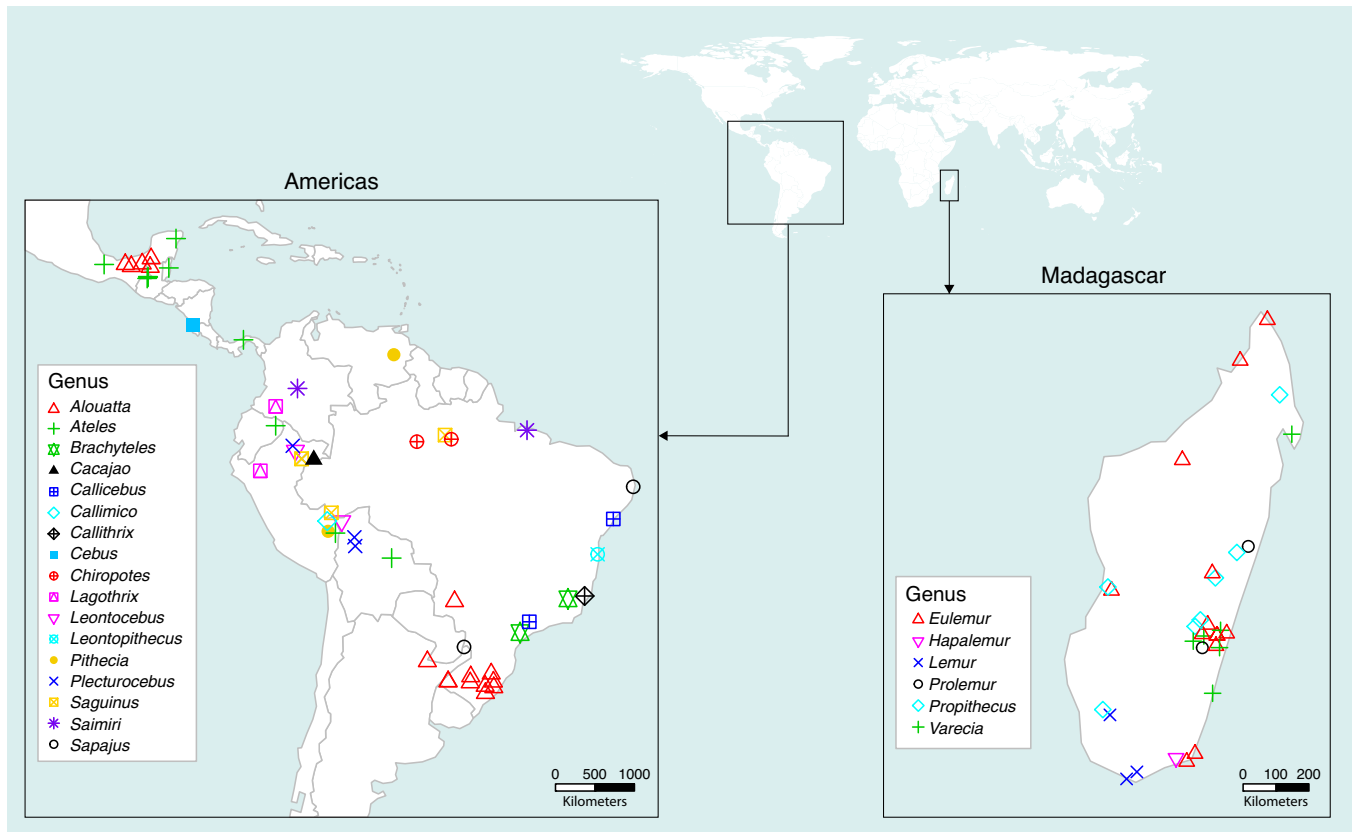 Americas
Genus
Alouatta
Ateles
Brachyteles
Cacajao
Callicebus
Callimico
Callithrix
Cebus
Chiropotes
Lagothrix
Leontocebus
Leontopithecus
Pithecia
Plecturocebus
Saguinus
Saimiri
Sapajus
0 500 1000
Kilometers
Madagascar
Genus
Eulemur
Hapalemur
Lemur
Prolemur
Propithecus
Varecia
0 100 200
Kilometers